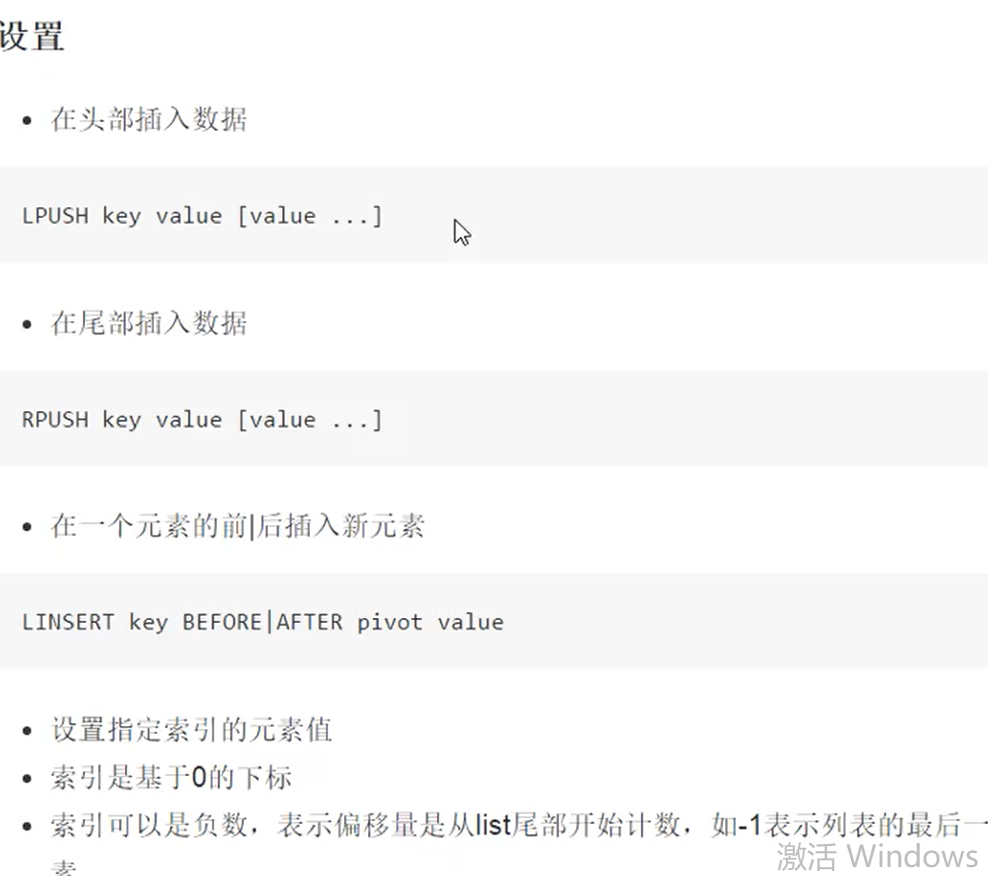 设置
在头部插入数据
LPUSH key value [value ...]
在尾部插入数据
RPUSH key value [value ...]
在一个元素的前|后插入新元素
LINSERT key BEFORE|AFTER pivot value
设置指定索引的元素值
索引是基于0的下标
索引可以是负数，表示偏移量是从list尾部开始计数，如-1表示列表的最后一
素
激活 Windows